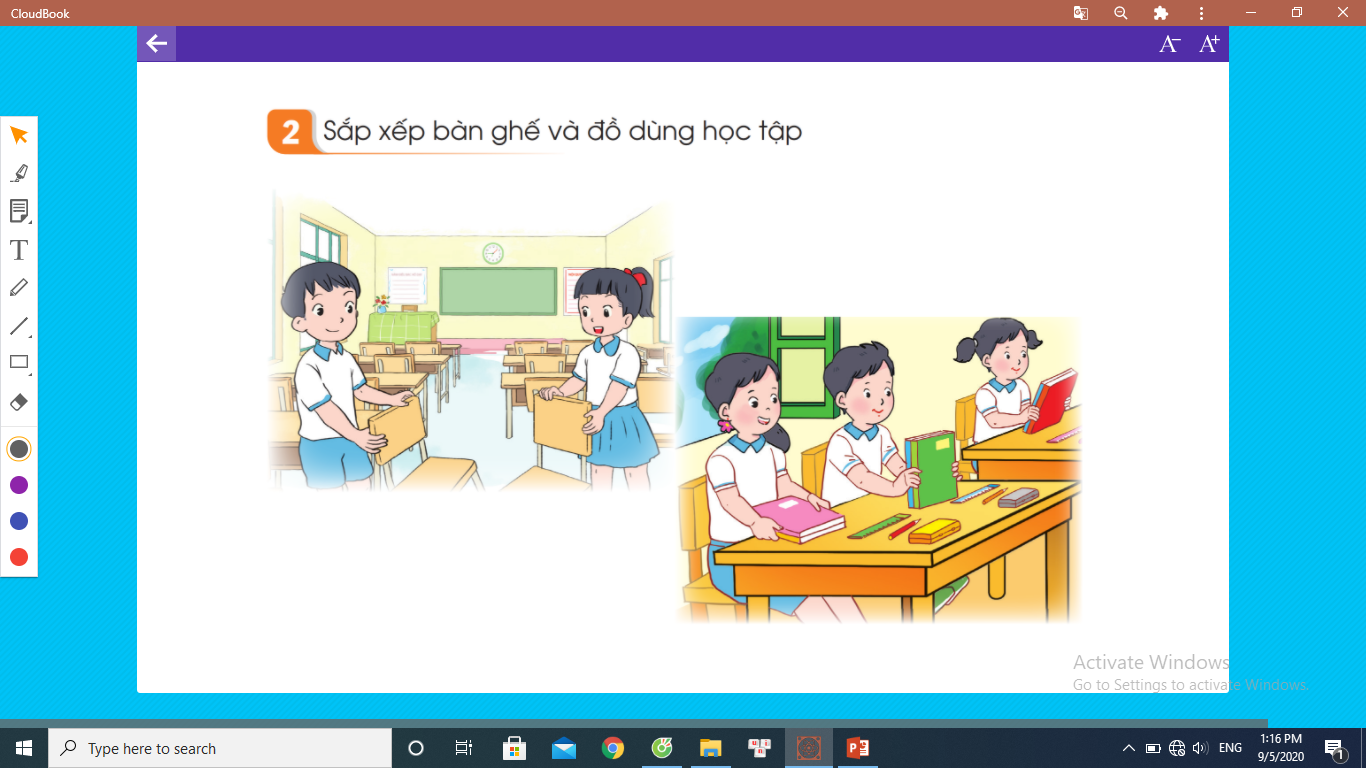 CloudBook
A⁻ A⁺
2 Sắp xếp bàn ghế và đồ dùng học tập
T
Activate Windows
Go to Settings to activate Windows.
Type here to search
ENG
1:16 PM
9/5/2020
1